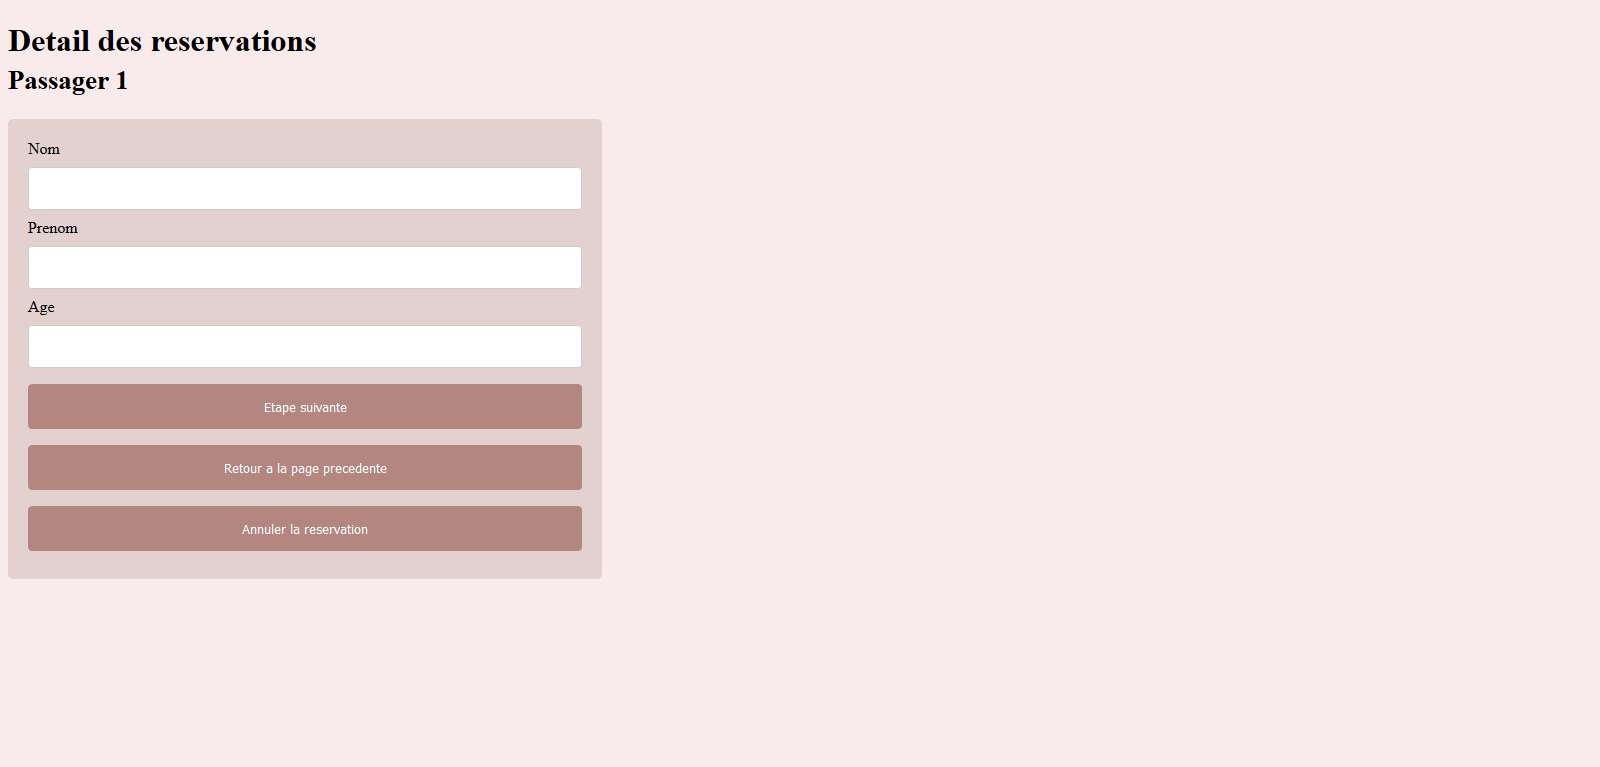 Detail des reservations
Passager 1
Nom
Prenom
Age
Etape suivante
Retour a la page precedente
Annuler la reservation